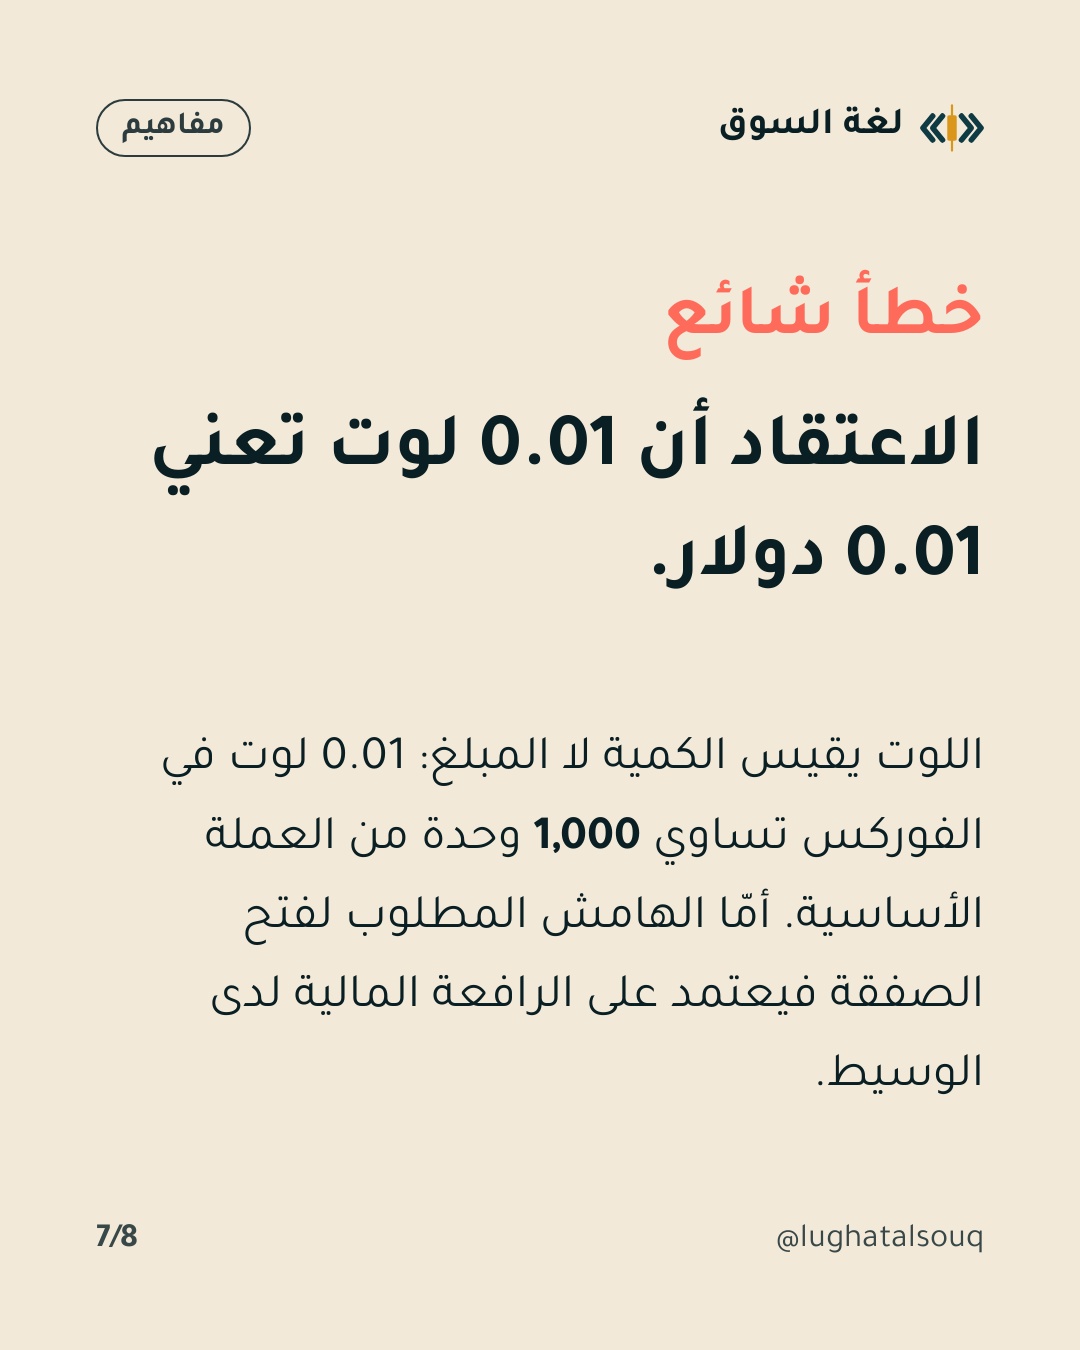 لغة السوق
مفاهيم
خطأ شائع
الاعتقاد أن 0.01 لوت تعني
0.01 دولار.
اللوت يقيس الكمية لا المبلغ: 0.01 لوت في
الفوركس تساوي 1,000 وحدة من العملة
الأساسية. أمّا الهامش المطلوب لفتح
الصفقة فيعتمد على الرافعة المالية لدى
الوسيط.
@lughatalsouq
7/8